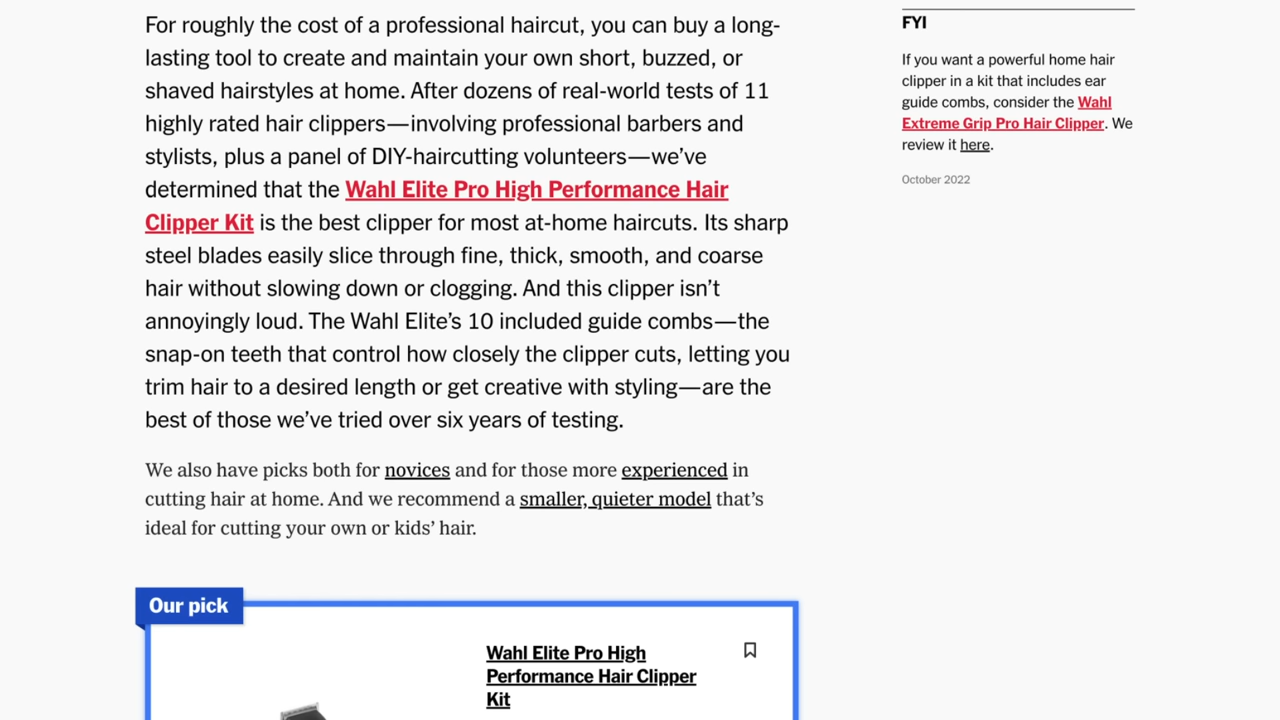 For roughly the cost of a professional haircut, you can buy a long-
lasting tool to create and maintain your own short, buzzed, or
shaved hairstyles at home. After dozens of real-world tests of 11
highly rated hair clippers—involving professional barbers and
stylists, plus a panel of DIY-haircutting volunteers—we’ve
determined that the Wahl Elite Pro High Performance Hair
Clipper Kit is the best clipper for most at-home haircuts. Its sharp
steel blades easily slice through fine, thick, smooth, and coarse
hair without slowing down or clogging. And this clipper isn’t
annoyingly loud. The Wahl Elite’s 10 included guide combs—the
snap-on teeth that control how closely the clipper cuts, letting you
trim hair to a desired length or get creative with styling—are the
best of those we’ve tried over six years of testing.
We also have picks both for novices and for those more experienced in
cutting hair at home. And we recommend a smaller, quieter model that’s
ideal for cutting your own or kids’ hair.
Our pick
Wahl Elite Pro High
Performance Hair Clipper
Kit
FYI
If you want a powerful home hair
clipper in a kit that includes ear
guide combs, consider the Wahl
Extreme Grip Pro Hair Clipper. We
review it here.
October 2022